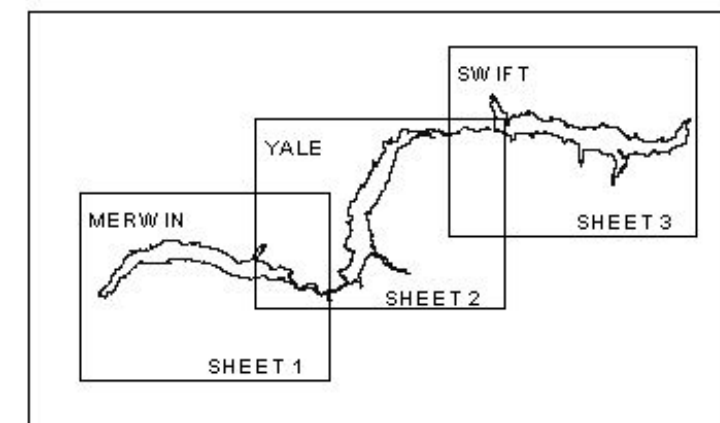 SWIFT
YALE
MERWIN
SHEET 3
SHEET 2
SHEET 1